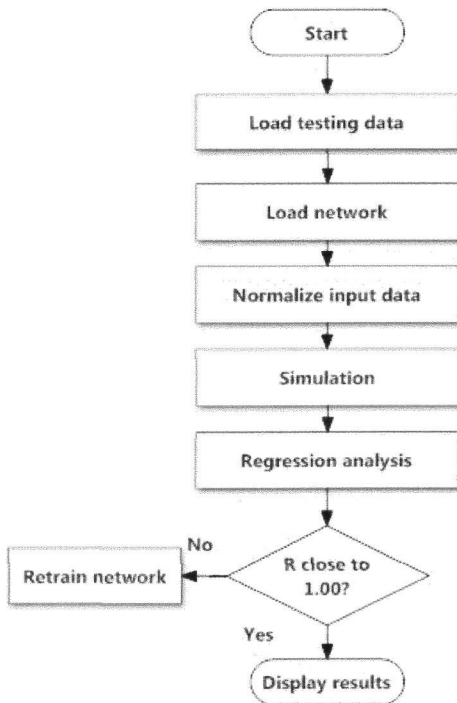 Start
Load testing data
Load network
Normalize input data
Simulation
Regression analysis
No
R close to
1.00?
Retrain network
Yes
Display results